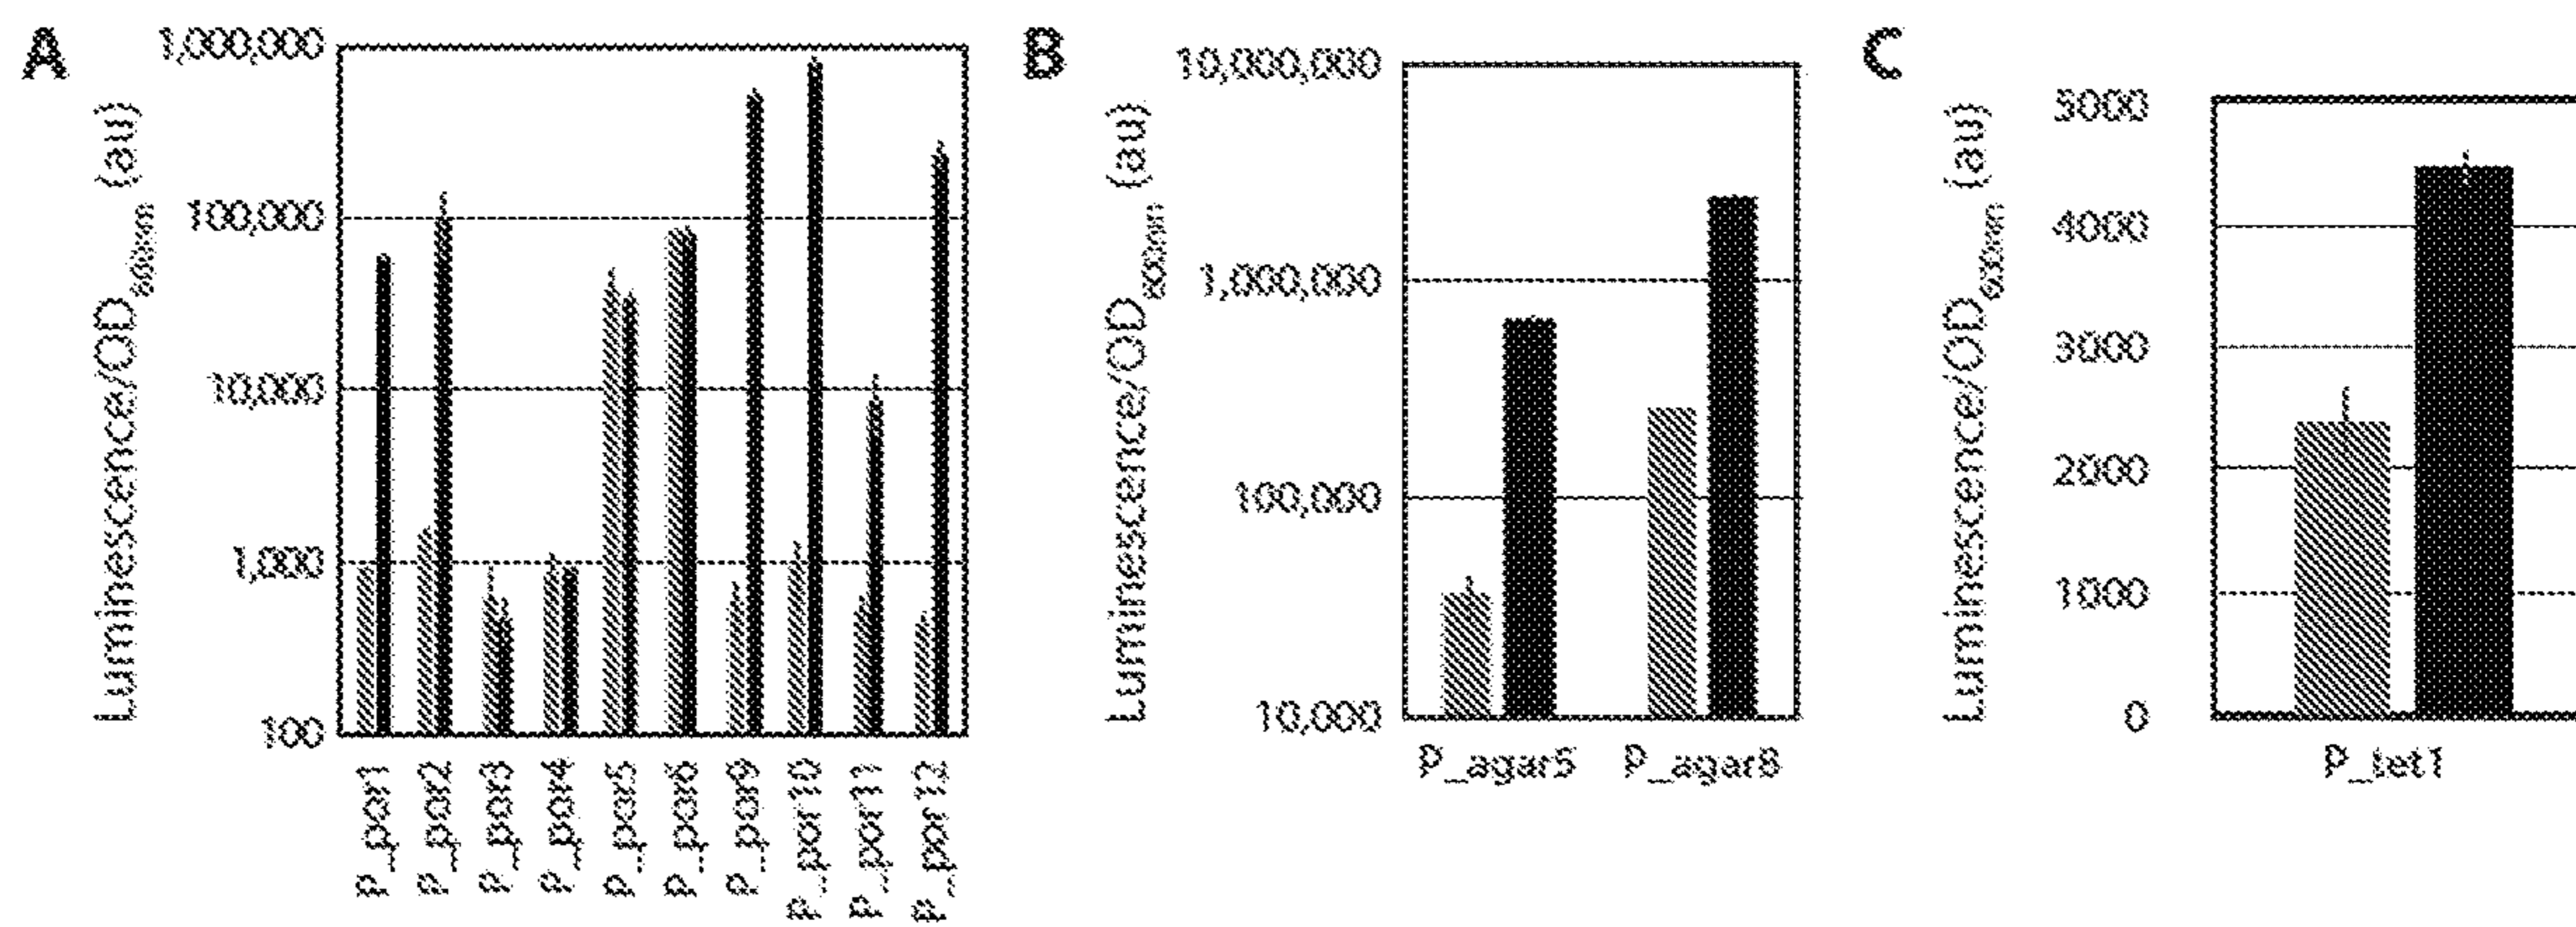 A
1,000,000
100,000
10,000
1,000
100
Luminescence/OD600nm (au)
P_por1
P_por2
P_por3
P_por4
P_por5
P_por6
P_por9
P_por10
P_por11
P_por12
B
10,000,000
1,000,000
100,000
10,000
Luminescence/OD600nm (au)
P_agar5 P_agar8
C
5000
4000
3000
2000
1000
0
Luminescence/OD600nm (au)
P_tet1